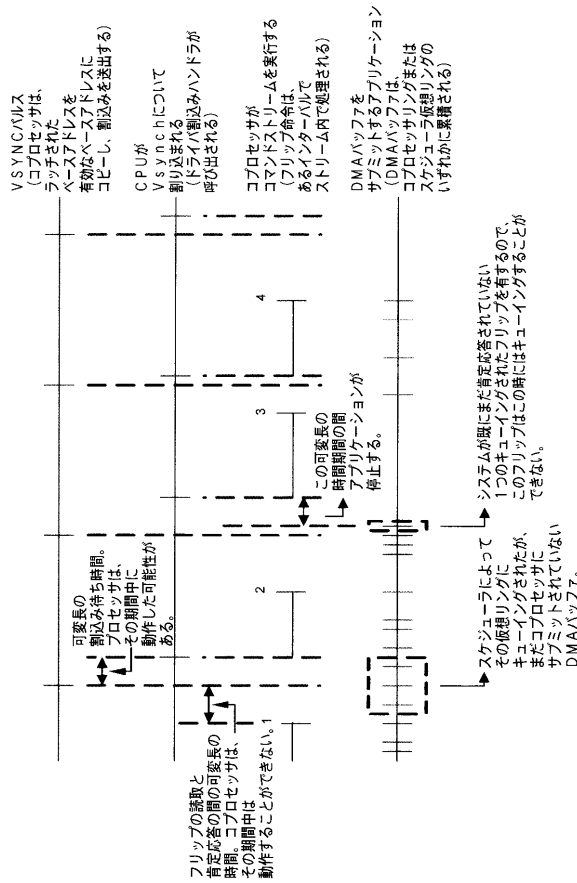 VSYNCパルス
(コプロセッサは、
ラッチされた
ベースアドレスを
有効なベースアドレスに
コピーし、割込みを送出する)
CPUが
Vsynchについて
割り込まれる
(ドライバ割込みハンドラが
呼び出される)
コプロセッサが
コマンドストリームを実行する
(フリップ命令は、
あるインターバルで
ストリーム内で処理される)
DMAバッファを
サブミットするアプリケーション
(DMAバッファは、
コプロセッサリングまたは
スケジューラ仮想リングの
いずれかに累積される)
可変長の
割込み待ち時間。
プロセッサは、
その期間中に
動作した可能性が
ある。
フリップの読取と
肯定応答の間の可変長の
時間。コプロセッサは、
その期間中は
動作することができない。
1
2
3
4
この可変長の
時間期間の間
アプリケーションが
停止する。
スケジューラによって
その仮想リングに
キューイングされたが、
まだコプロセッサに
サブミットされていない
DMAバッファ。
システムが既にまだ肯定応答されていない
1つのキューイングされたフリップを有するので、
このフリップはこの時にはキューイングすることが
できない。